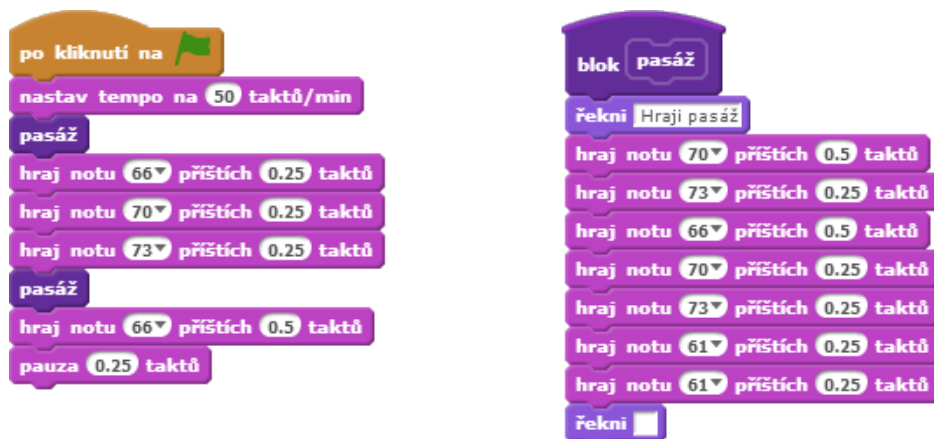 po kliknutí na
nastav tempo na 50 taktů/min
pasáž
hraj notu 66 příštích 0.25 taktů
hraj notu 70 příštích 0.25 taktů
hraj notu 73 příštích 0.25 taktů
pasáž
hraj notu 66 příštích 0.5 taktů
pauza 0.25 taktů
blok pasáž
řekni Hraji pasáž
hraj notu 70 příštích 0.5 taktů
hraj notu 73 příštích 0.25 taktů
hraj notu 66 příštích 0.5 taktů
hraj notu 70 příštích 0.25 taktů
hraj notu 73 příštích 0.25 taktů
hraj notu 61 příštích 0.25 taktů
hraj notu 61 příštích 0.25 taktů
řekni